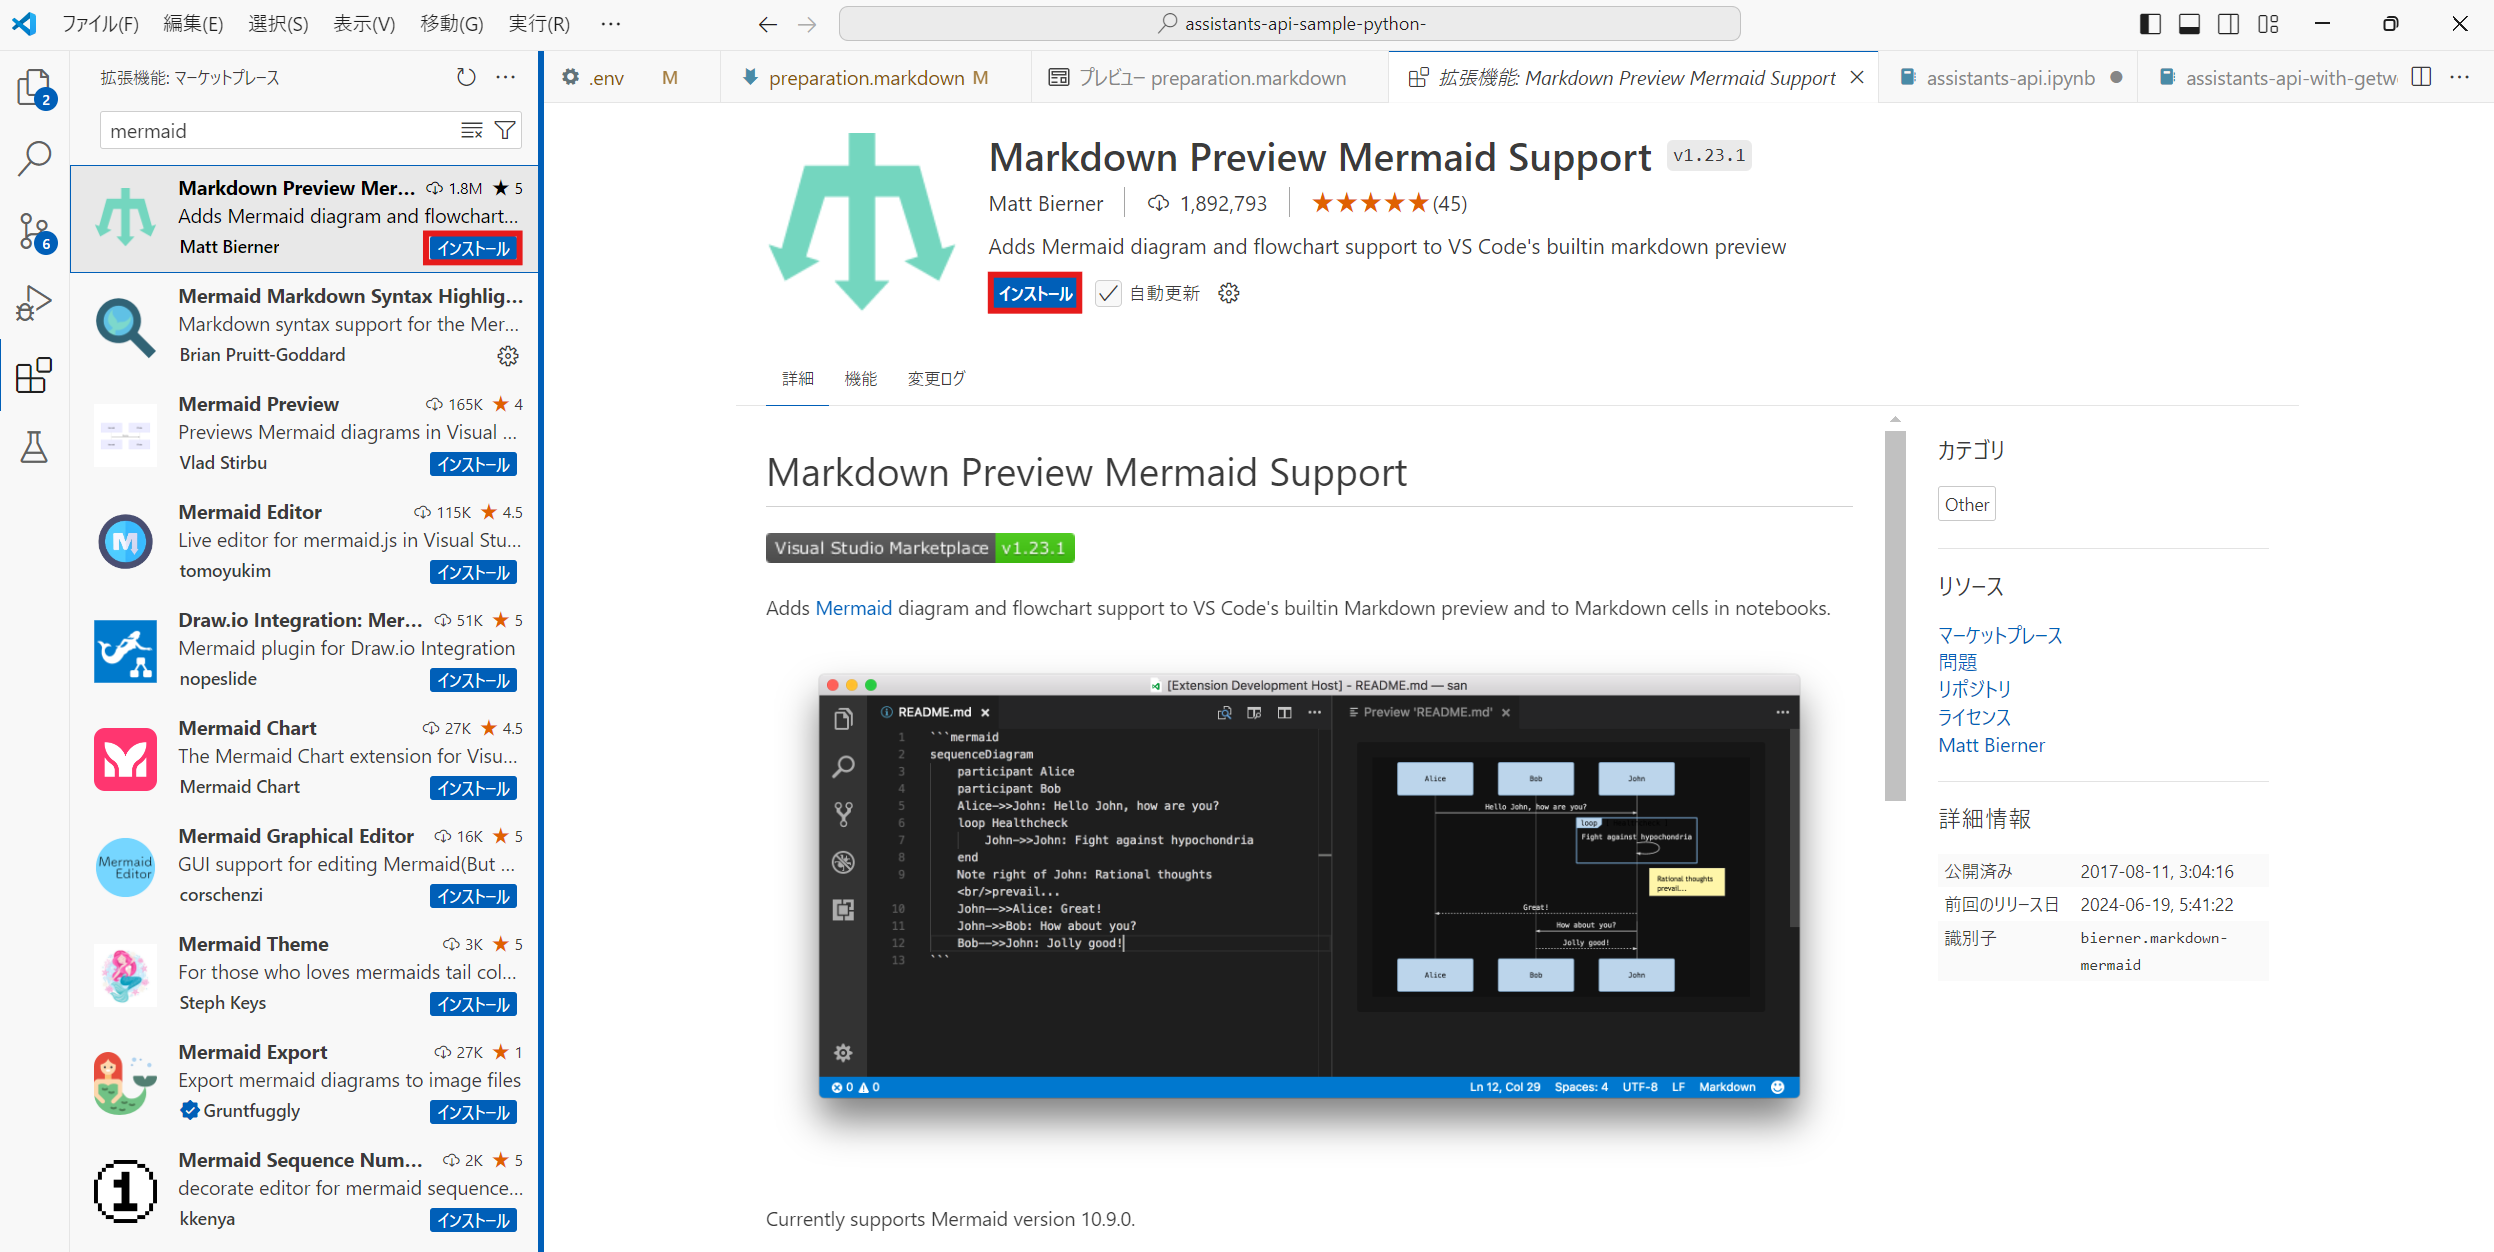 ファイル(F) 編集(E) 選択(S) 表示(V) 移動(G) 実行(R) ···
assistants-api-sample-python-
拡張機能: マーケットプレース
2
mermaid
6
Markdown Preview Mer... 1.8M ★ 5
Adds Mermaid diagram and flowchart...
Matt Bierner インストール
Mermaid Markdown Syntax Highlig...
Markdown syntax support for the Mer...
Brian Pruitt-Goddard
Mermaid Preview 165K ★ 4
Previews Mermaid diagrams in Visual ...
Vlad Stirbu インストール
Mermaid Editor 115K ★ 4.5
Live editor for mermaid.js in Visual Stu...
tomoyukim インストール
Draw.io Integration: Mer... 51K ★ 5
Mermaid plugin for Draw.io Integration
nopeslide インストール
Mermaid Chart 27K ★ 4.5
The Mermaid Chart extension for Visu...
Mermaid Chart インストール
Mermaid Editor
Mermaid Graphical Editor 16K ★ 5
GUI support for editing Mermaid(But ...
corschenzi インストール
Mermaid Theme 3K ★ 5
For those who loves mermaids tail col...
Steph Keys インストール
Mermaid Export 27K ★ 1
Export mermaid diagrams to image files
Gruntfuggly インストール
1
Mermaid Sequence Num... 2K ★ 5
decorate editor for mermaid sequence...
kkenya インストール
.env M
preparation.markdown M
プレビュー preparation.markdown
拡張機能: Markdown Preview Mermaid Support
assistants-api.ipynb
assistants-api-with-getw
Markdown Preview Mermaid Support v1.23.1
Matt Bierner 1,892,793 ★★★★★(45)
Adds Mermaid diagram and flowchart support to VS Code's builtin markdown preview
インストール 自動更新
詳細 機能 変更ログ
Markdown Preview Mermaid Support
Visual Studio Marketplace v1.23.1
Adds Mermaid diagram and flowchart support to VS Code's builtin Markdown preview and to Markdown cells in notebooks.
[Extension Development Host] - README.md — san
README.md
1 ```mermaid
2 sequenceDiagram
3 participant Alice
4 participant Bob
5 Alice->>John: Hello John, how are you?
6 loop Healthcheck
7 John->>John: Fight against hypochondria
8 end
9 Note right of John: Rational thoughts
<br/>prevail...
10 John-->>Alice: Great!
11 John->>Bob: How about you?
12 Bob-->>John: Jolly good!
13 ```
Preview 'README.md'
Alice Bob John
Hello John, how are you?
loop
Fight against hypochondria
Rational thoughts
prevail...
Great!
How about you?
Jolly good!
Alice Bob John
0 0 Ln 12, Col 29 Spaces: 4 UTF-8 LF Markdown
Currently supports Mermaid version 10.9.0.
カテゴリ
Other
リソース
マーケットプレース
問題
リポジトリ
ライセンス
Matt Bierner
詳細情報
公開済み 2017-08-11, 3:04:16
前回のリリース日 2024-06-19, 5:41:22
識別子 bierner.markdown-
mermaid